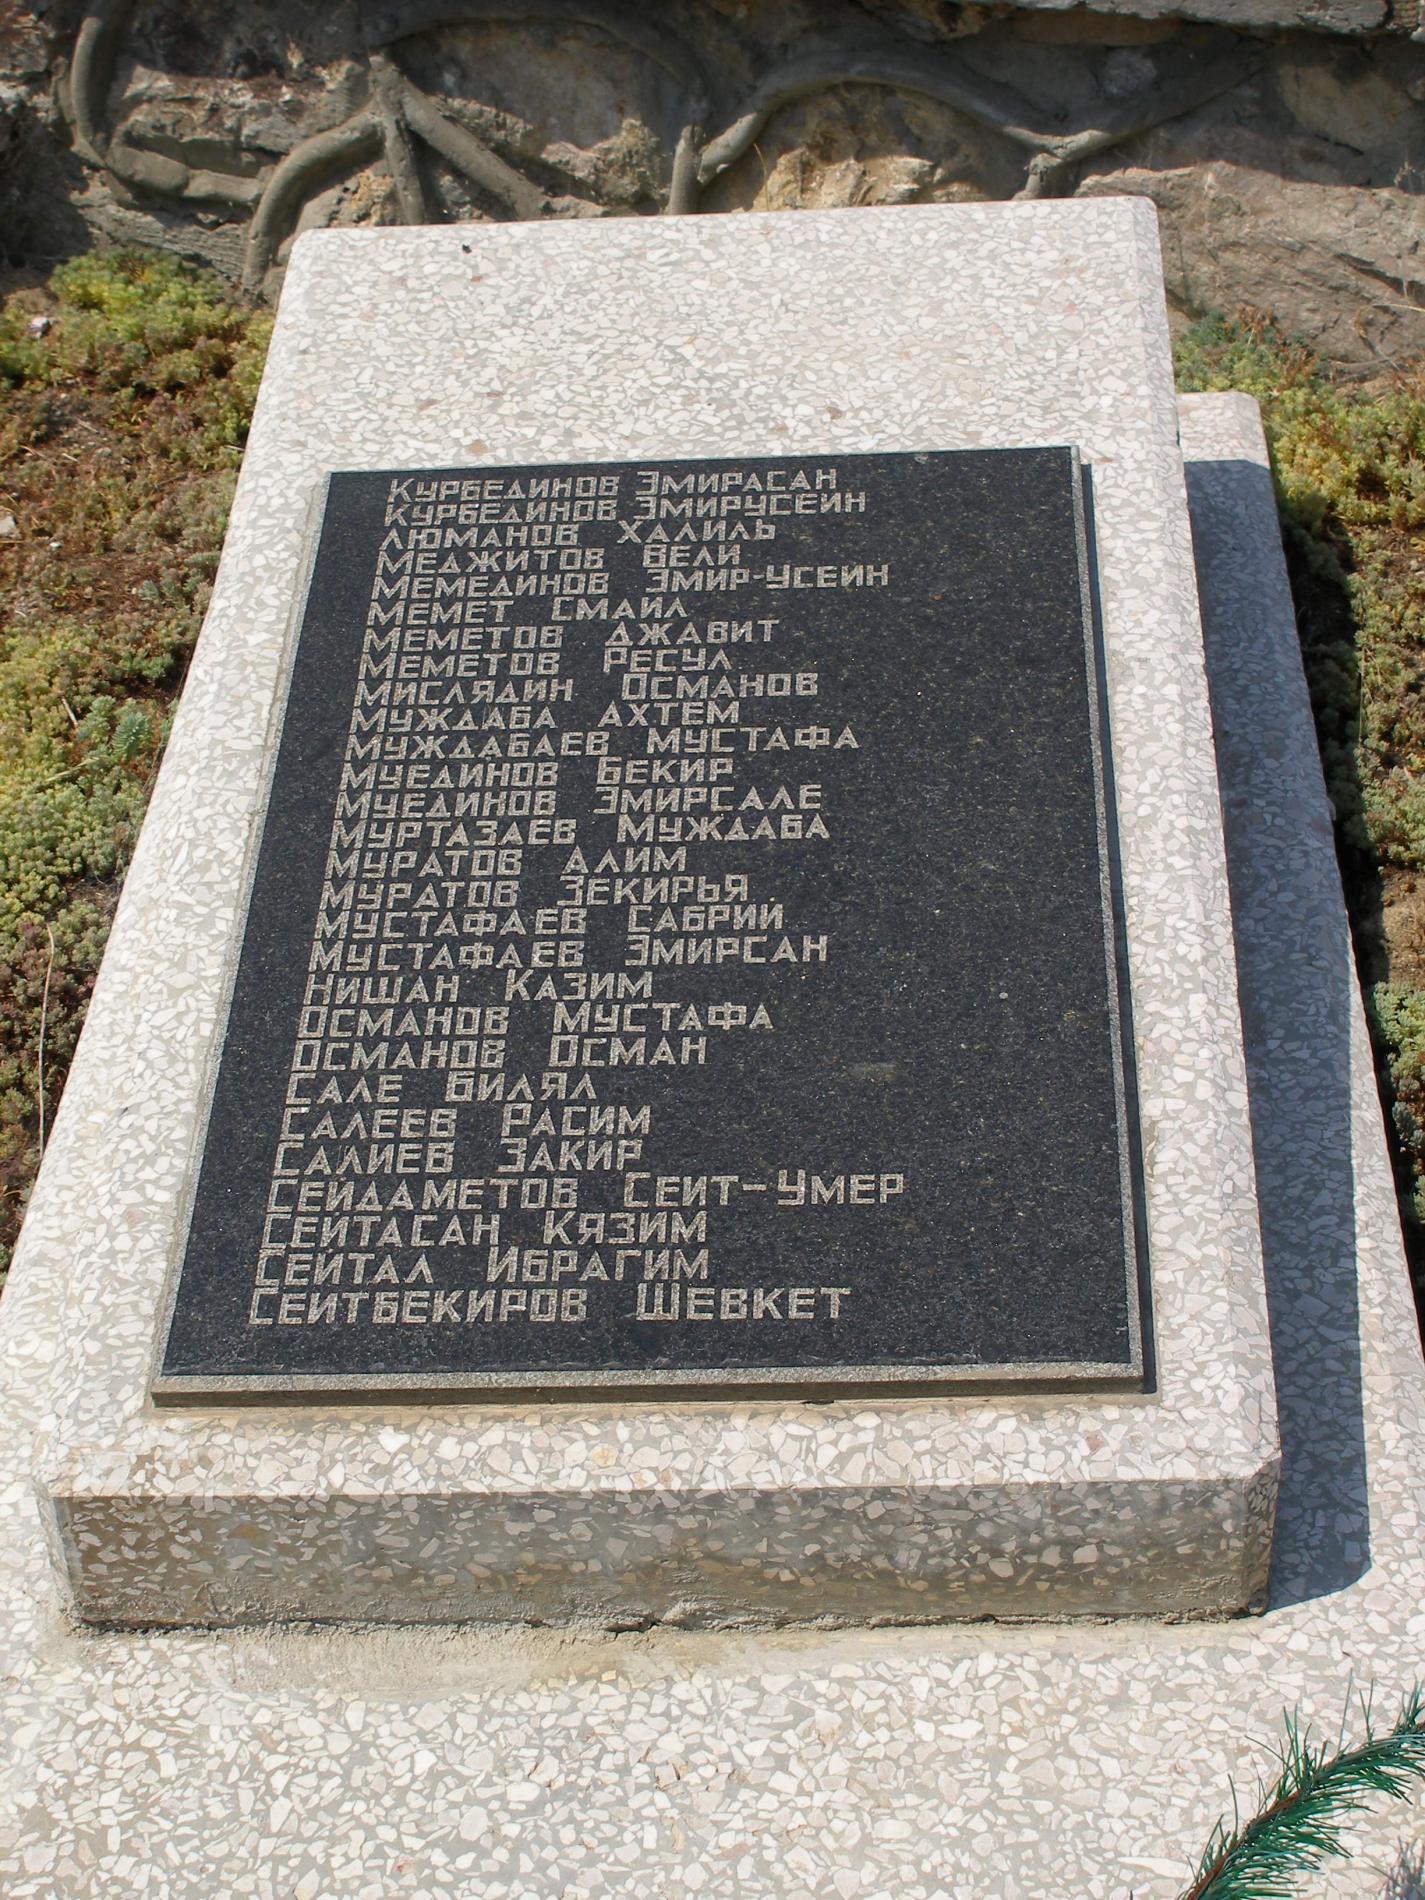 Курбединов Эмирасан
Курбединов Эмирусеин
Люманов Халиль
Меджитов Вели
Мемединов Эмир-Усеин
Мемет Смаил
Меметов Джавит
Меметов Ресул
Мислядин Османов
Муждаба Ахтем
Муждабаев Мустафа
Муединов Бекир
Муединов Эмирсале
Муртазаев Муждаба
Муратов Алим
Муратов Зекирья
Мустафаев Сабрий
Мустафаев Эмирсан
Нишан Казим
Османов Мустафа
Османов Осман
Сале Билял
Салеев Расим
Салиев Закир
Сейдаметов Сеит-Умер
Сейтасан Кязим
Сейтал Ибрагим
Сеитбекиров Шевкет